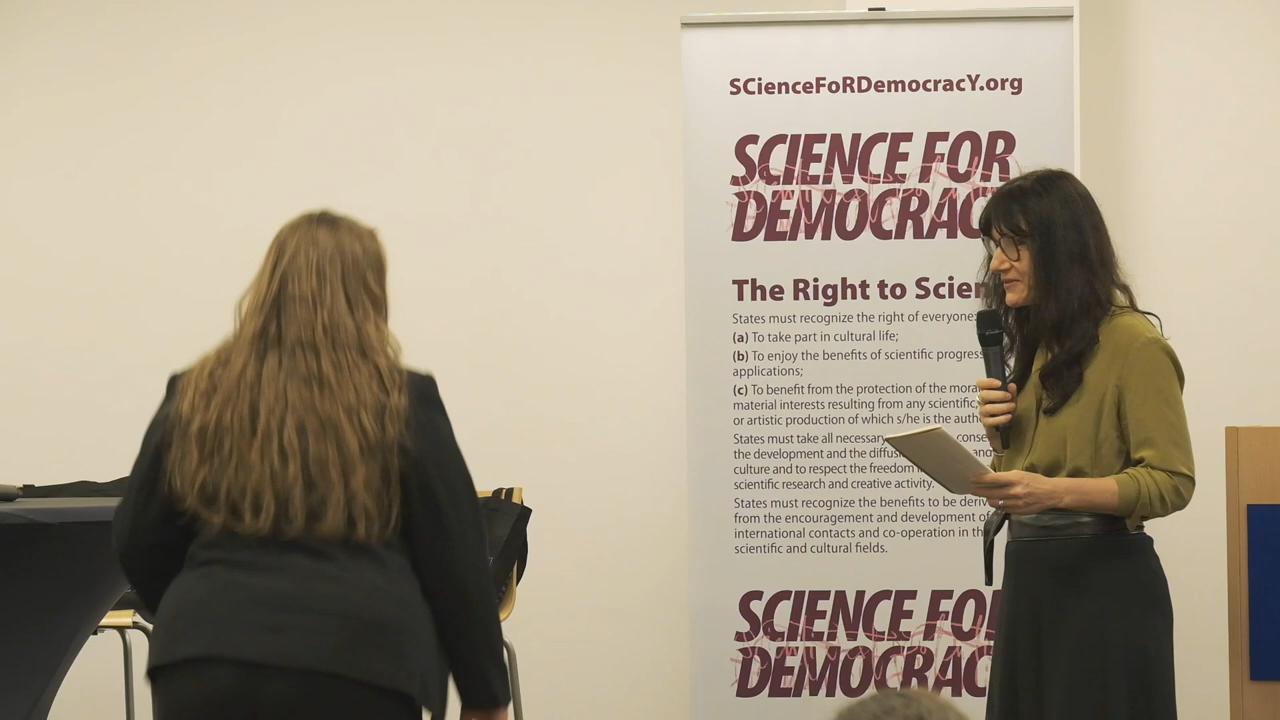 SCienceFoRDemocracY.org
SCIENCE FOR
DEMOCRAC
The Right to Scien
States must recognize the right of everyone:
(a) To take part in cultural life;
(b) To enjoy the benefits of scientific progress
applications;
(c) To benefit from the protection of the mora
material interests resulting from any scientific,
or artistic production of which s/he is the auth
States must take all necessary conse
the development and the diffus and
culture and to respect the freedom
scientific research and creative activity.
States must recognize the benefits to be deriv
from the encouragement and development of
international contacts and co-operation in th
scientific and cultural fields.
SCIENCE FO
DEMOCRAC